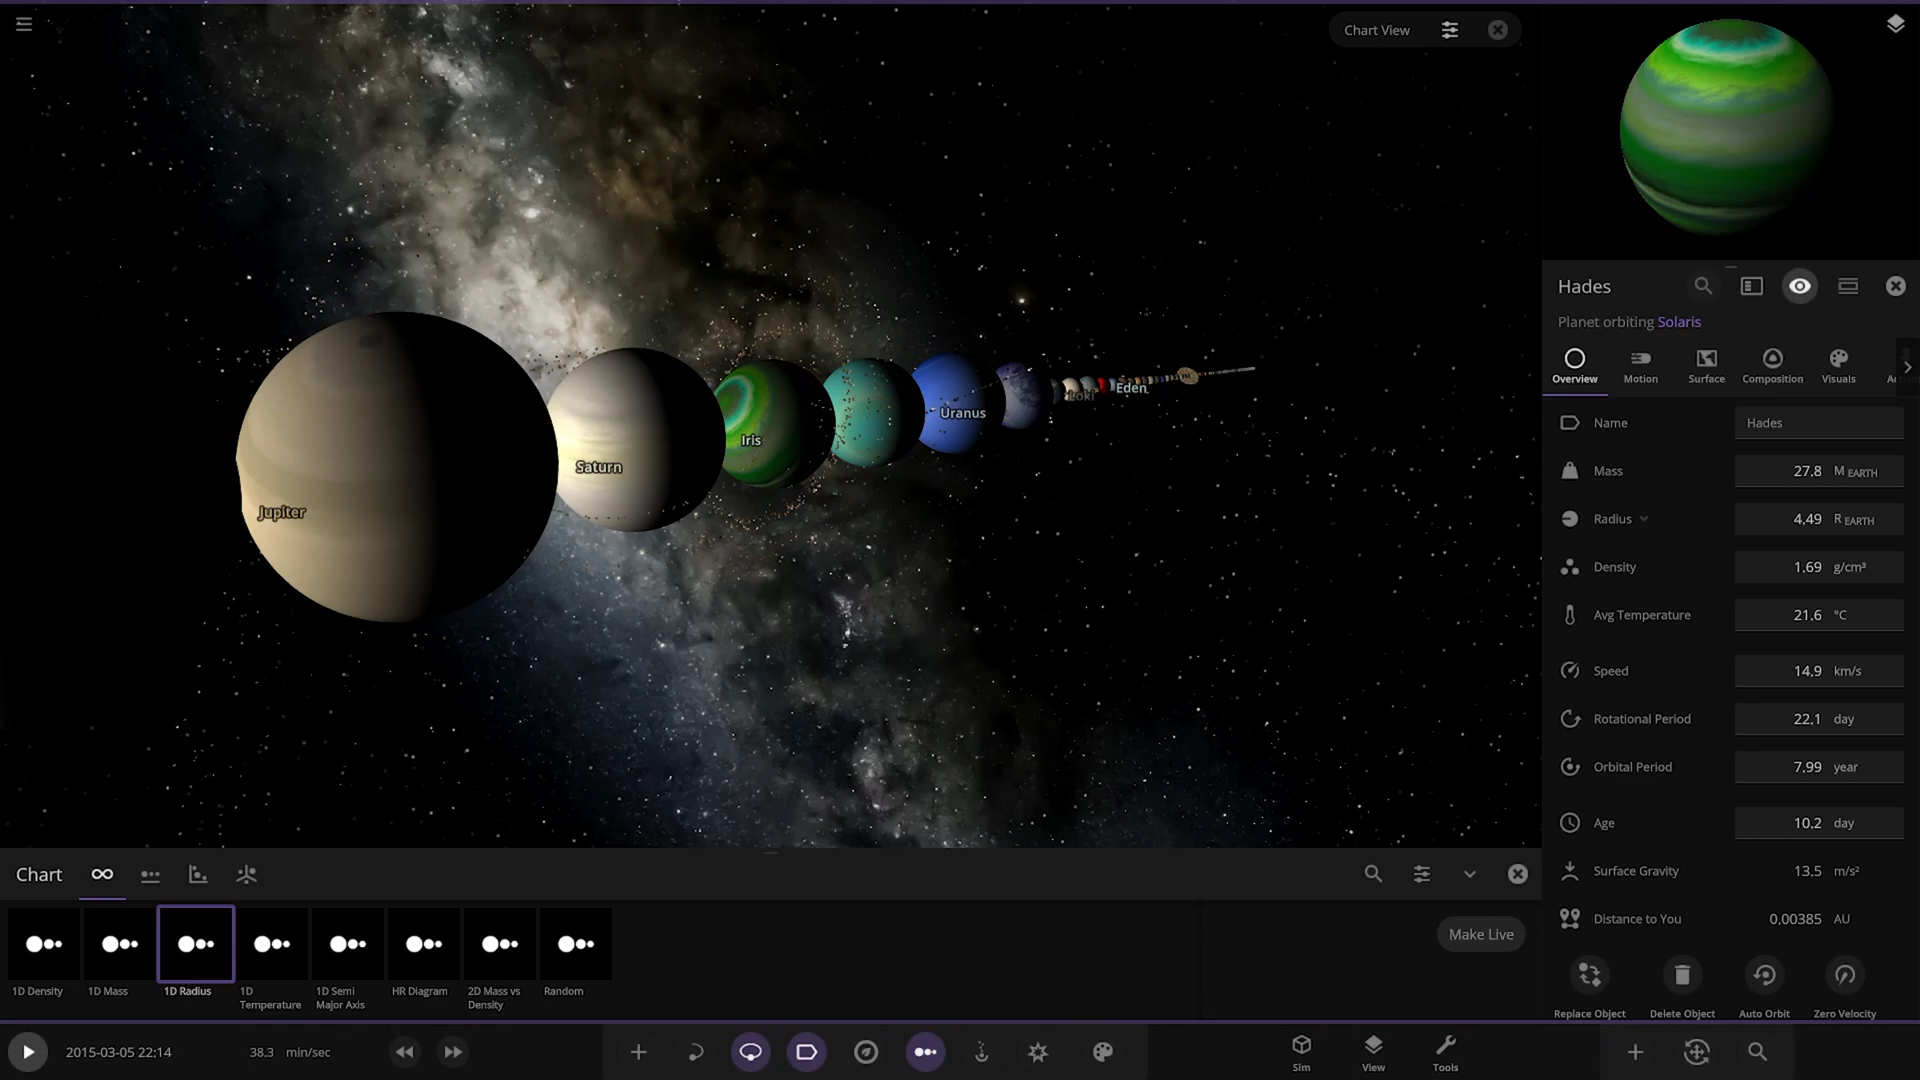 Chart View
Jupiter
Saturn
Iris
Uranus
Loki
Eden
Hades
Planet orbiting Solaris
Overview
Motion
Surface
Composition
Visuals
Name
Hades
Mass
27.8 M EARTH
Radius
4.49 R EARTH
Density
1.69 g/cm³
Avg Temperature
21.6 °C
Speed
14.9 km/s
Rotational Period
22.1 day
Orbital Period
7.99 year
Age
10.2 day
Surface Gravity
13.5 m/s²
Distance to You
0.00385 AU
Replace Object
Delete Object
Auto Orbit
Zero Velocity
Chart
Make Live
1D Density
1D Mass
1D Radius
1D
Temperature
1D Semi
Major Axis
HR Diagram
2D Mass vs
Density
Random
2015-03-05 22:14
38.3 min/sec
Sim
View
Tools